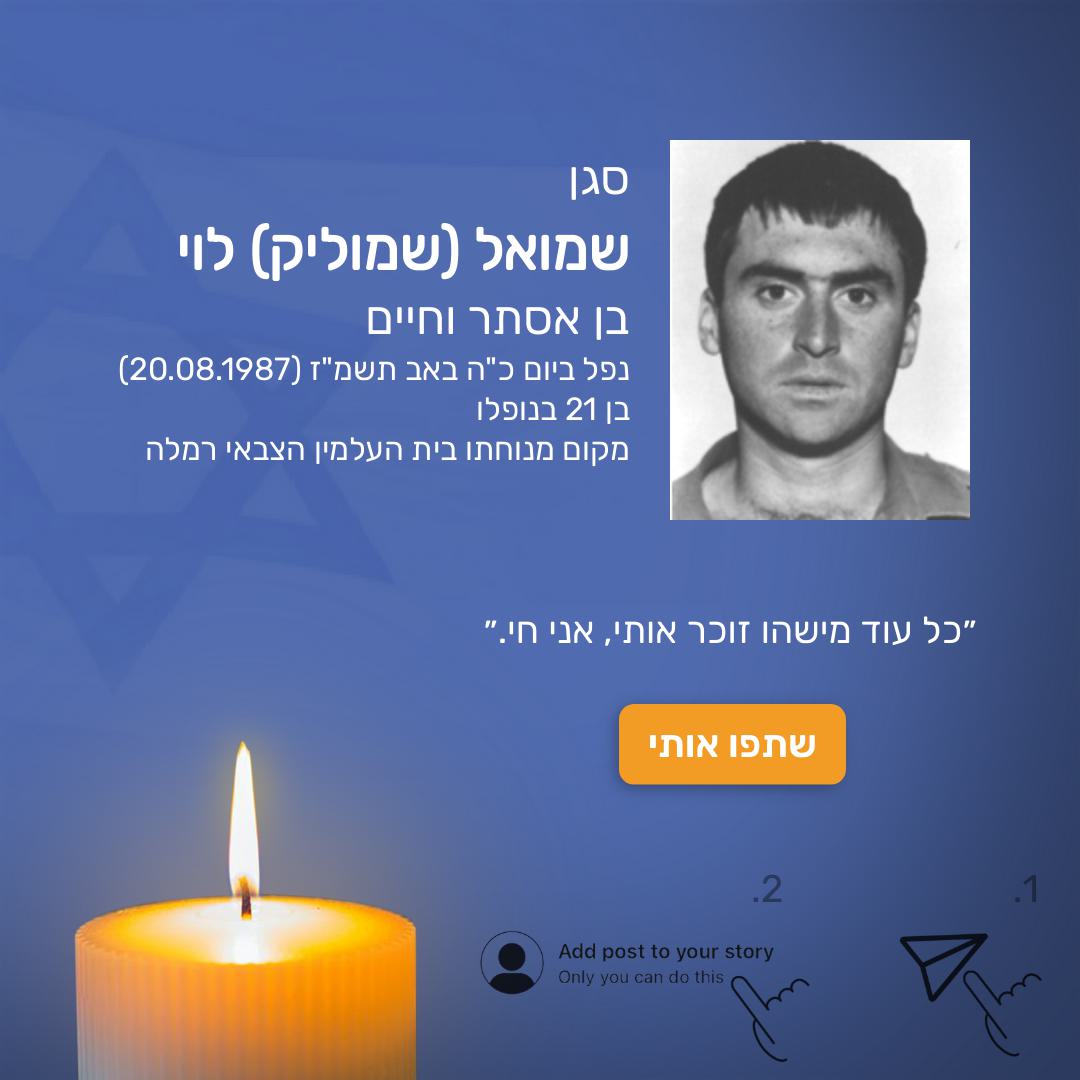 סגן
שמואל (שמוליק) לוי
בן אסתר וחיים
נפל ביום כ"ה באב תשמ"ז (20.08.1987)
בן 21 בנופלו
מקום מנוחתו בית העלמין הצבאי רמלה
״כל עוד מישהו זוכר אותי, אני חי.״
שתפו אותי
1.
2.
Add post to your story
Only you can do this